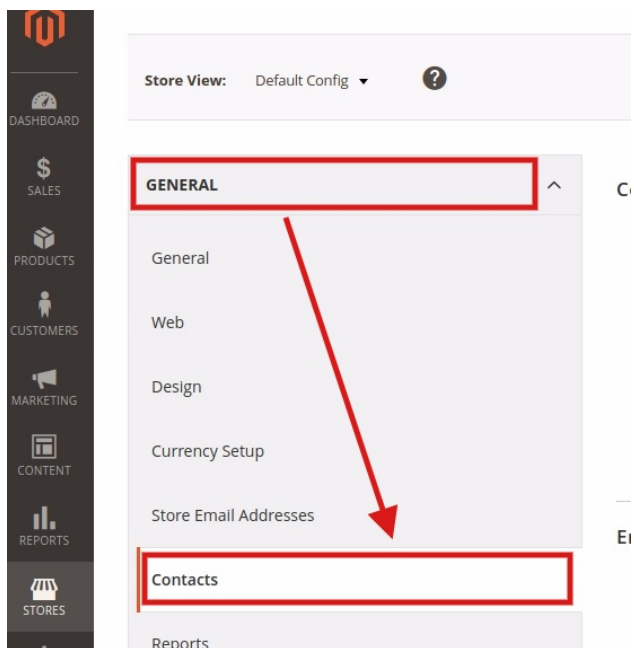 Store View: Default Config
?
DASHBOARD
$
SALES
PRODUCTS
CUSTOMERS
MARKETING
CONTENT
REPORTS
STORES
GENERAL
General
Web
Design
Currency Setup
Store Email Addresses
Contacts
Reports